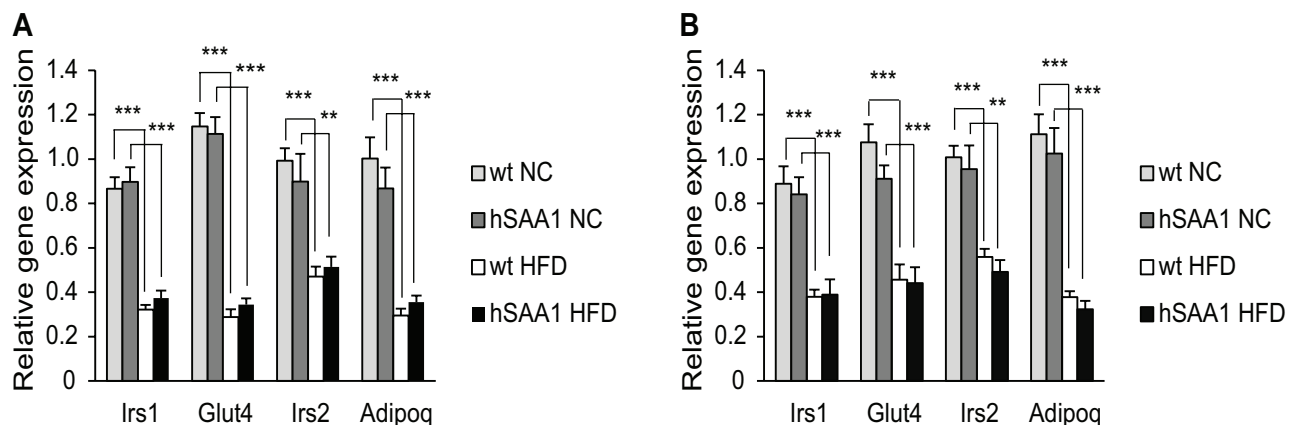 A
Relative gene expression
1.4
1.2
1.0
0.8
0.6
0.4
0.2
0
*** ***
*** ***
*** **
*** ***
Irs1 Glut4 Irs2 Adipoq
wt NC
hSAA1 NC
wt HFD
hSAA1 HFD
B
Relative gene expression
1.4
1.2
1.0
0.8
0.6
0.4
0.2
0
*** ***
*** ***
*** **
*** ***
Irs1 Glut4 Irs2 Adipoq
wt NC
hSAA1 NC
wt HFD
hSAA1 HFD